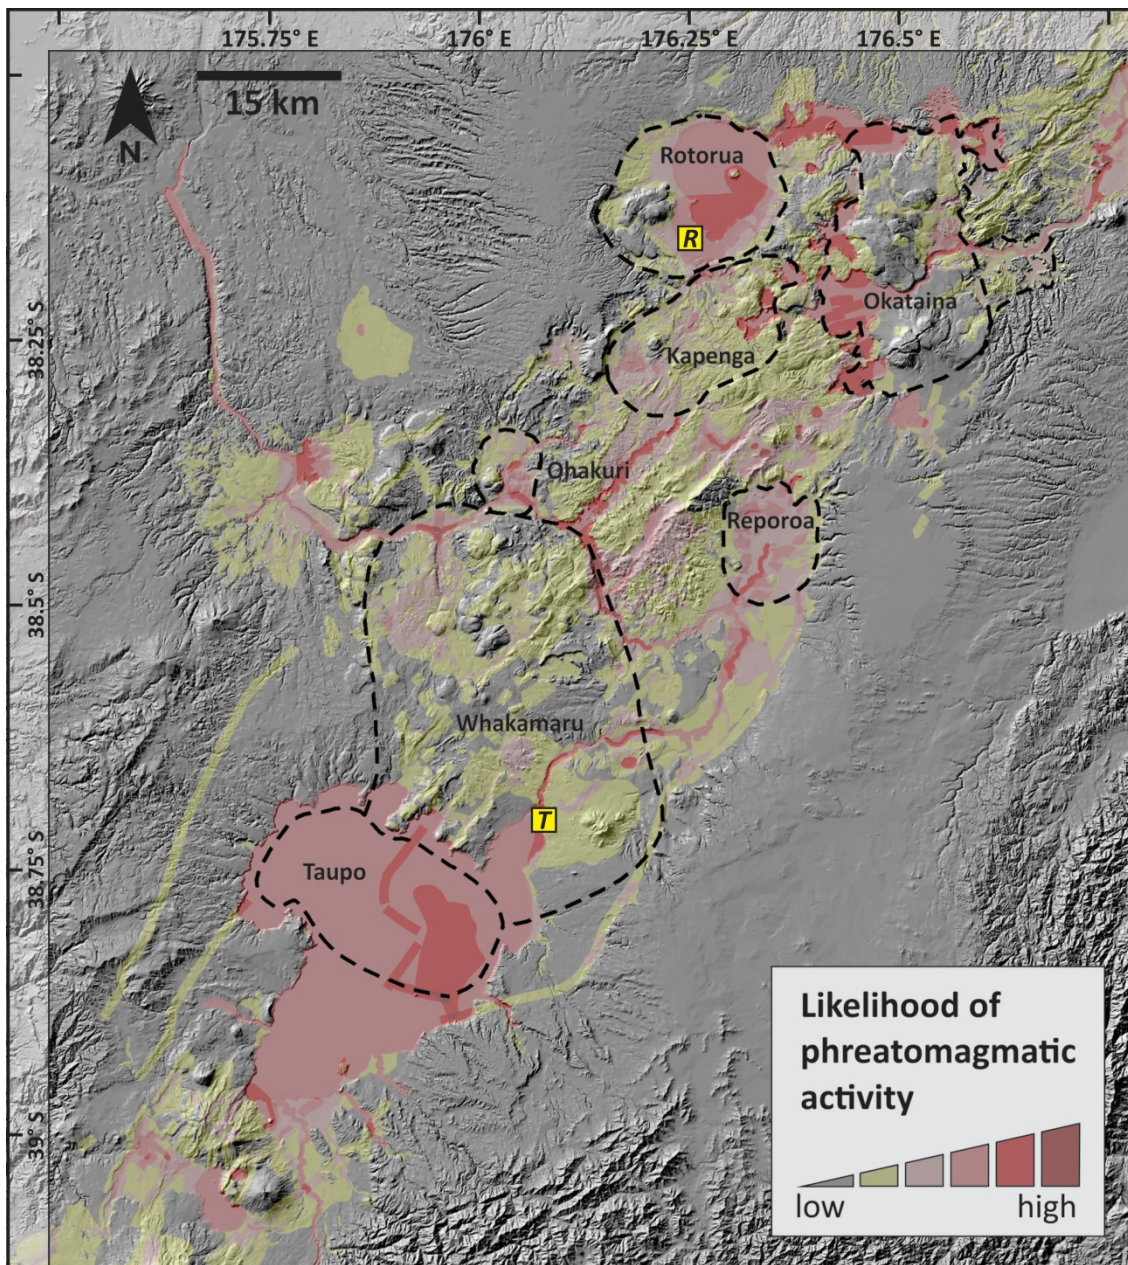 175.75° E
176° E
176.25° E
176.5° E
15 km
N
Rotorua
R
Okataina
38.25° S
Kapenga
Ohakuri
Reporoa
38.5° S
Whakamaru
T
38.75° S
Taupo
39° S
Likelihood of
phreatomagmatic
activity
low
high